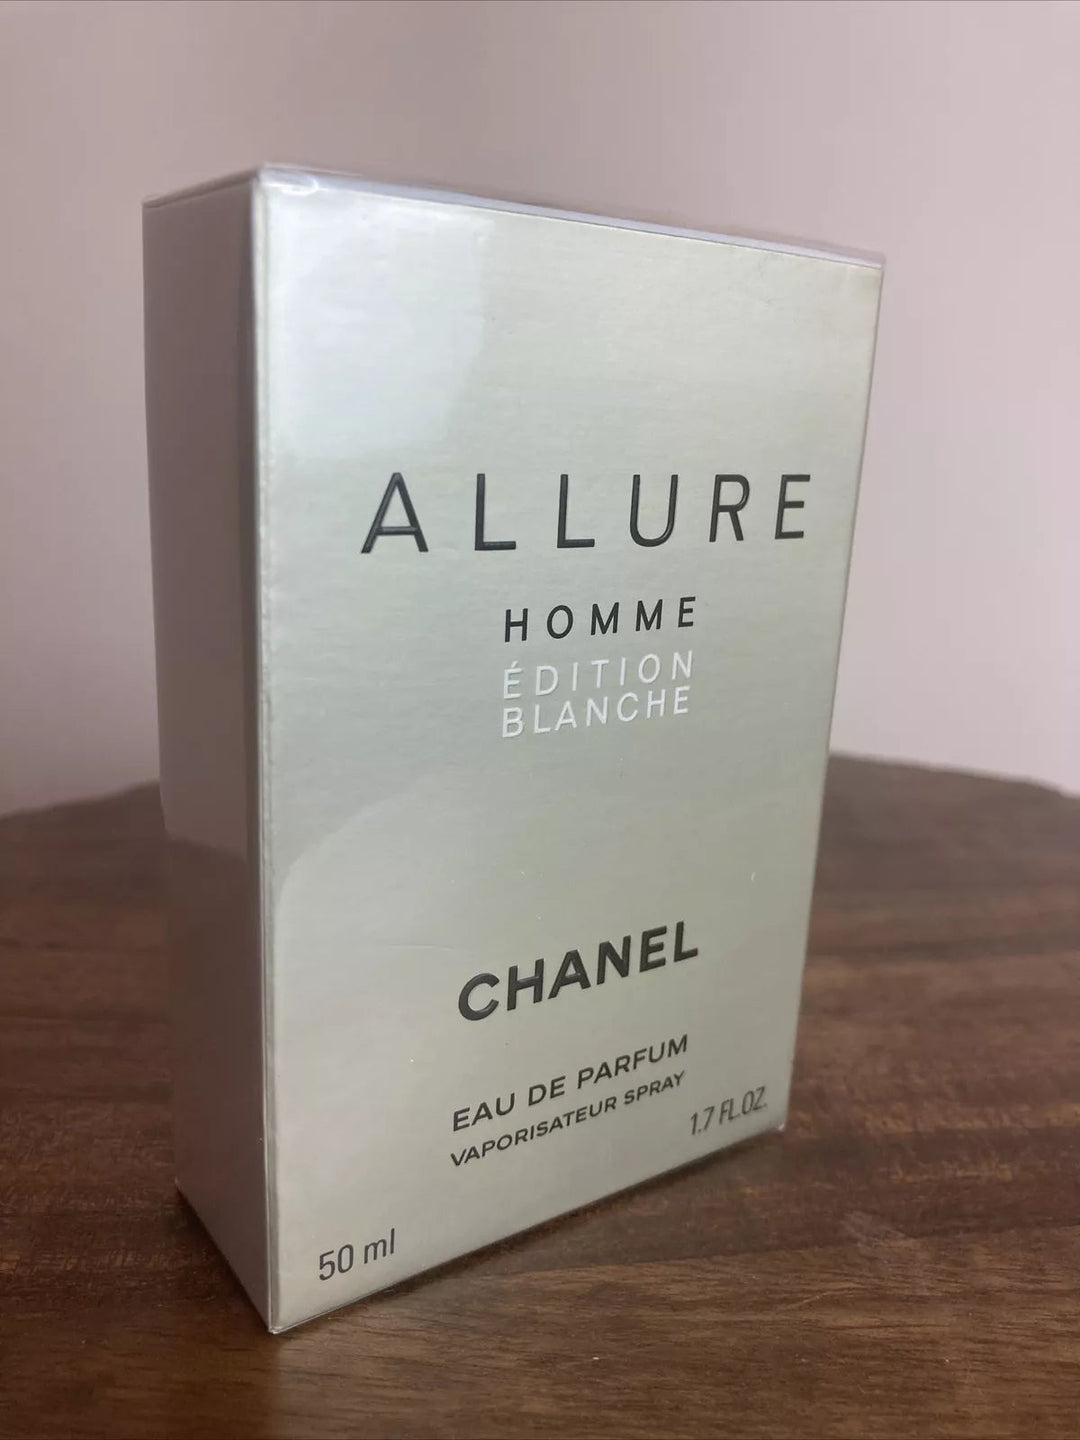 ALLURE
HOMME
ÉDITION
BLANCHE
CHANEL
EAU DE PARFUM
VAPORISATEUR SPRAY
1.7 FL.OZ.
50 ml